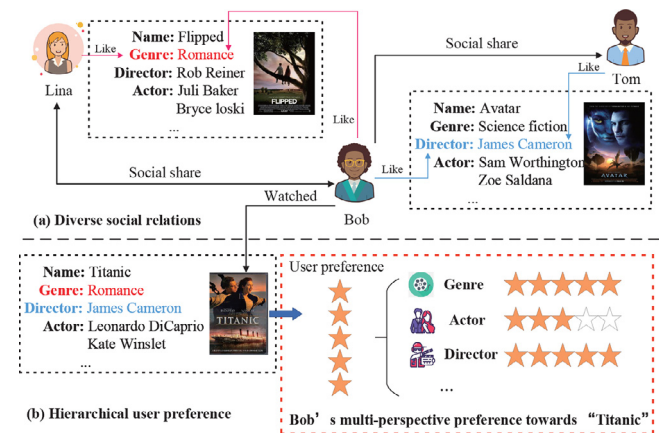 Lina
Like
Name: Flipped
Genre: Romance
Director: Rob Reiner
Actor: Juli Baker
Bryce loski
...
FLIPPED
Social share
Tom
Like
Like
Like
Name: Avatar
Genre: Science fiction
Director: James Cameron
Actor: Sam Worthington
Zoe Saldana
...
AVATAR
Social share
Bob
Watched
(a) Diverse social relations
Name: Titanic
Genre: Romance
Director: James Cameron
Actor: Leonardo DiCaprio
Kate Winslet
...
TITANIC
User preference
Genre
Actor
Director
...
(b) Hierarchical user preference
Bob’s multi-perspective preference towards “Titanic”